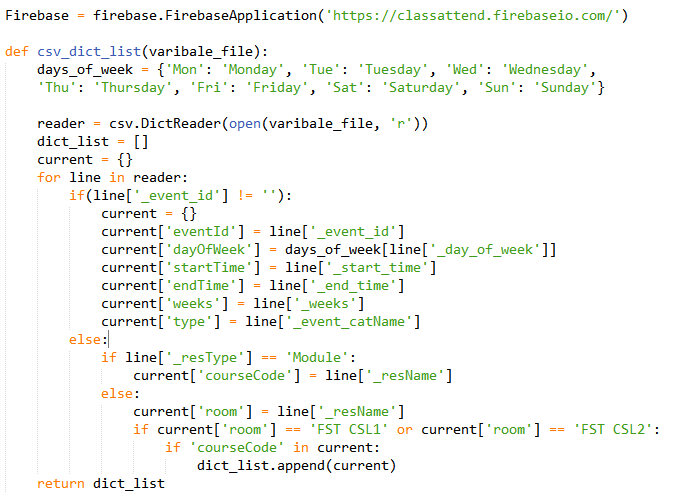 Firebase = firebase.FirebaseApplication('https://classattend.firebaseio.com/')

def csv_dict_list(varibale_file):
    days_of_week = {'Mon': 'Monday', 'Tue': 'Tuesday', 'Wed': 'Wednesday',
    'Thu': 'Thursday', 'Fri': 'Friday', 'Sat': 'Saturday', 'Sun': 'Sunday'}

    reader = csv.DictReader(open(varibale_file, 'r'))
    dict_list = []
    current = {}
    for line in reader:
        if(line['_event_id'] != ''):
            current = {}
            current['eventId'] = line['_event_id']
            current['dayOfWeek'] = days_of_week[line['_day_of_week']]
            current['startTime'] = line['_start_time']
            current['endTime'] = line['_end_time']
            current['weeks'] = line['_weeks']
            current['type'] = line['_event_catName']
        else:
            if line['_resType'] == 'Module':
                current['courseCode'] = line['_resName']
            else:
                current['room'] = line['_resName']
                if current['room'] == 'FST CSL1' or current['room'] == 'FST CSL2':
                    if 'courseCode' in current:
                        dict_list.append(current)
    return dict_list